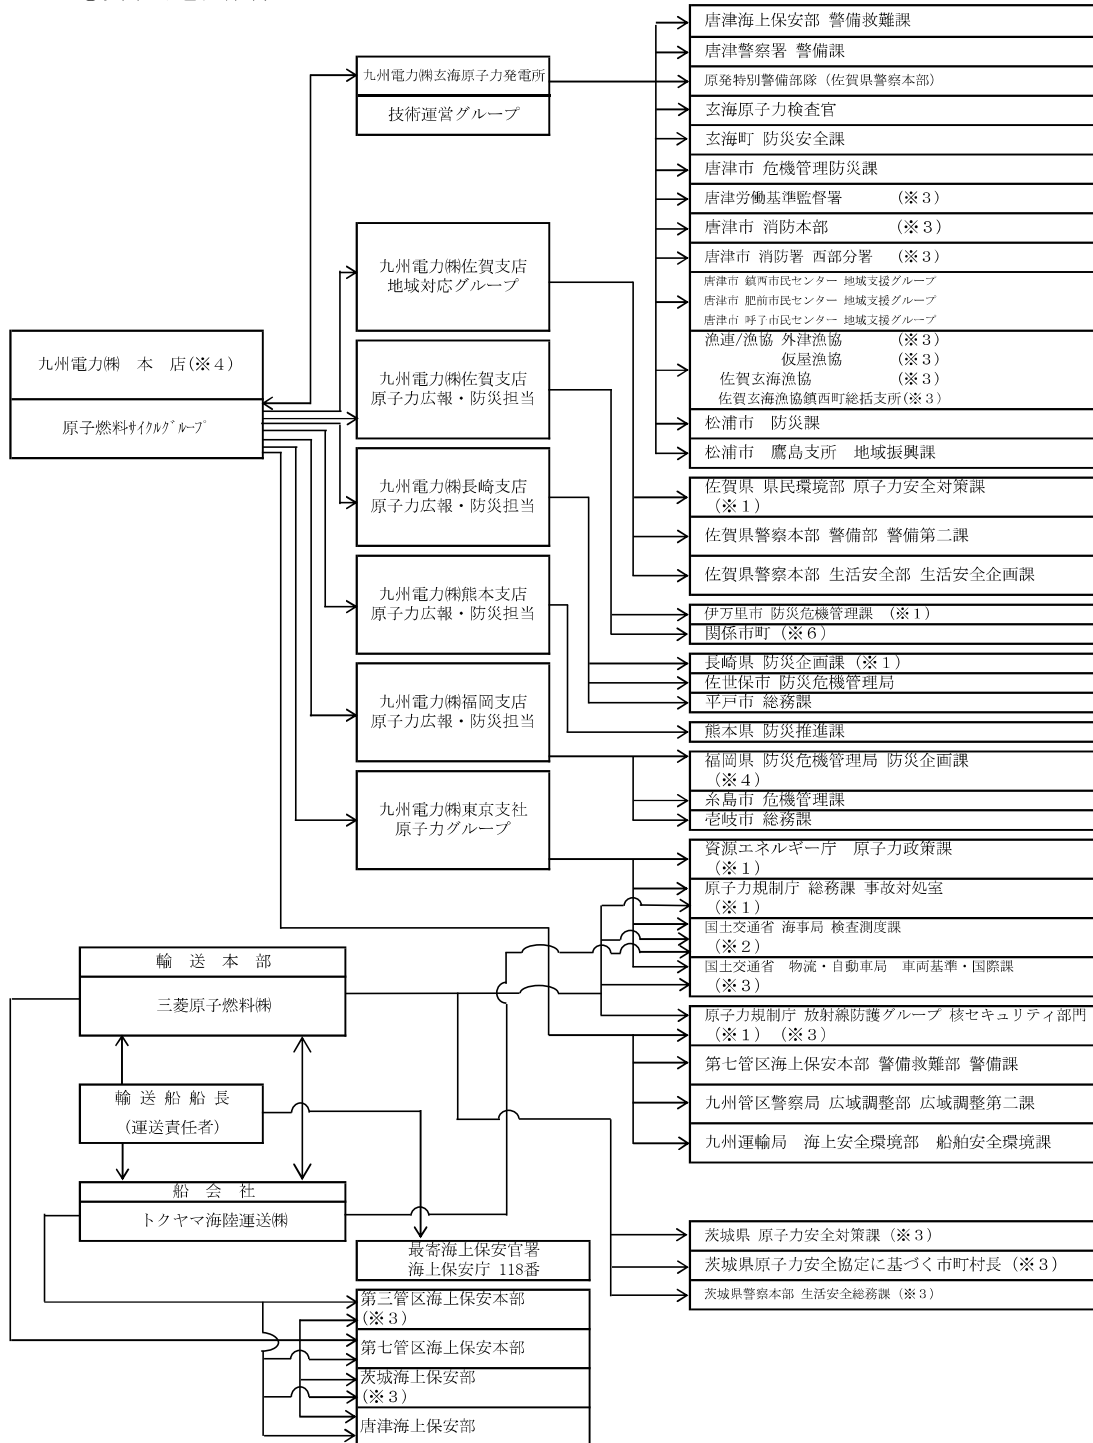 唐津海上保安部 警備救難課
唐津警察署 警備課
原発特別警備部隊（佐賀県警察本部）
玄海原子力検査官
玄海町 防災安全課
唐津市 危機管理防災課
唐津労働基準監督署 （※３）
唐津市 消防本部 （※３）
唐津市 消防署 西部分署 （※３）
唐津市 鎮西市民センター 地域支援グループ
唐津市 肥前市民センター 地域支援グループ
唐津市 呼子市民センター 地域支援グループ
漁連/漁協 外津漁協 （※３）
仮屋漁協 （※３）
佐賀玄海漁協 （※３）
佐賀玄海漁協鎮西町総括支所（※３）
松浦市 防災課
松浦市 鷹島支所 地域振興課
九州電力㈱玄海原子力発電所
技術運営グループ
九州電力㈱佐賀支店
地域対応グループ
九州電力㈱ 本 店（※４）
原子燃料ｻｲｸﾙｸﾞﾙｰﾌﾟ
九州電力㈱佐賀支店
原子力広報・防災担当
九州電力㈱長崎支店
原子力広報・防災担当
九州電力㈱熊本支店
原子力広報・防災担当
九州電力㈱福岡支店
原子力広報・防災担当
九州電力㈱東京支社
原子力グループ
佐賀県 県民環境部 原子力安全対策課
（※１）
佐賀県警察本部 警備部 警備第二課
佐賀県警察本部 生活安全部 生活安全企画課
伊万里市 防災危機管理課 （※１）
関係市町（※６）
長崎県 防災企画課（※１）
佐世保市 防災危機管理局
平戸市 総務課
熊本県 防災推進課
福岡県 防災危機管理局 防災企画課
（※４）
糸島市 危機管理課
壱岐市 総務課
資源エネルギー庁 原子力政策課
（※１）
原子力規制庁 総務課 事故対処室
（※１）
国土交通省 海事局 検査測度課
（※２）
国土交通省 物流・自動車局 車両基準・国際課
（※３）
原子力規制庁 放射線防護グループ 核セキュリティ部門
（※１）（※３）
第七管区海上保安本部 警備救難部 警備課
九州管区警察局 広域調整部 広域調整第二課
九州運輸局 海上安全環境部 船舶安全環境課
輸 送 本 部
三菱原子燃料㈱
輸 送 船 船 長
（運送責任者）
船 会 社
トクヤマ海陸運送㈱
最寄海上保安官署
海上保安庁 118番
第三管区海上保安本部
（※３）
第七管区海上保安本部
茨城海上保安部
（※３）
唐津海上保安部
茨城県 原子力安全対策課（※３）
茨城県原子力安全協定に基づく市町村長（※３）
茨城県警察本部 生活安全総務課（※３）